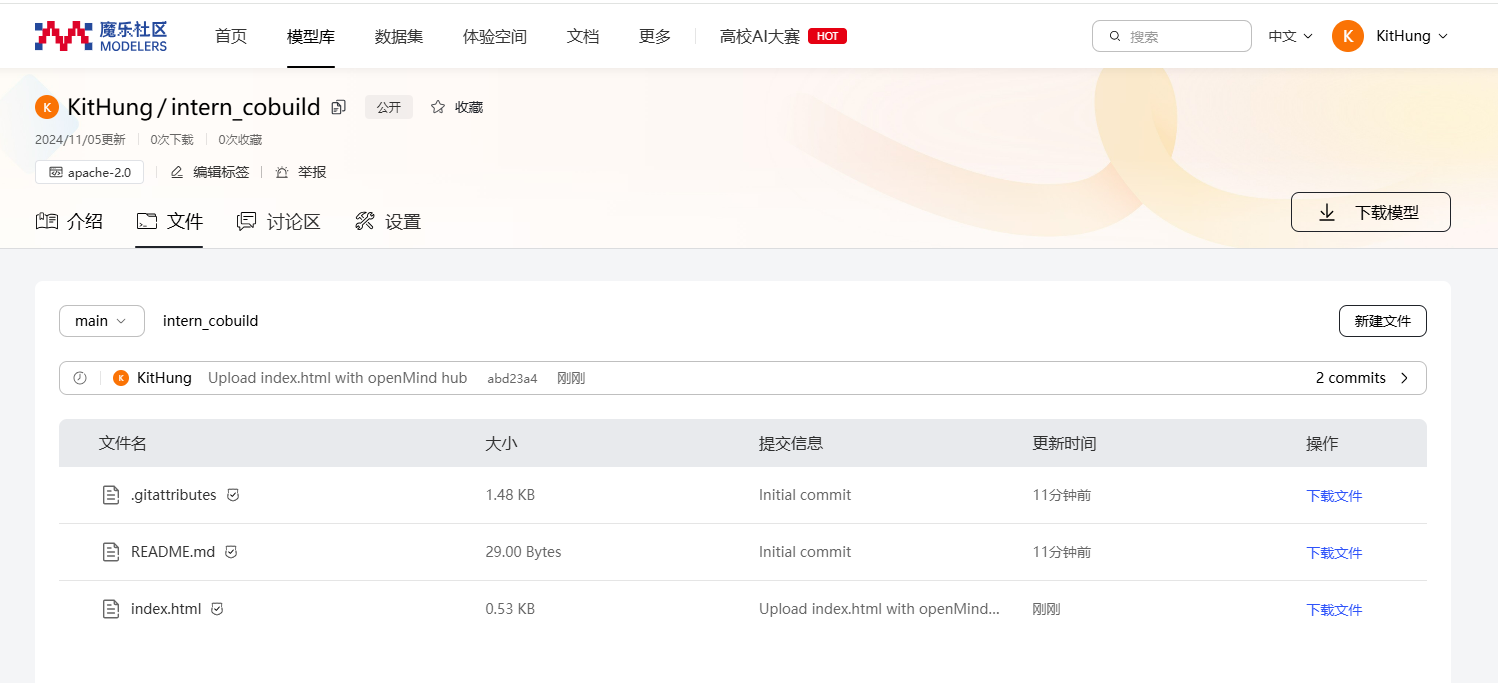 魔乐社区
MODELERS
首页 模型库 数据集 体验空间 文档 更多 高校AI大赛 HOT 搜索 中文 K KitHung
K KitHung / intern_cobuild 公开 收藏
2024/11/05更新 0次下载 0次收藏
apache-2.0 编辑标签 举报
介绍 文件 讨论区 设置 下载模型
main intern_cobuild 新建文件
K KitHung Upload index.html with openMind hub abd23a4 刚刚 2 commits
文件名 大小 提交信息 更新时间 操作
.gitattributes 1.48 KB Initial commit 11分钟前 下载文件
README.md 29.00 Bytes Initial commit 11分钟前 下载文件
index.html 0.53 KB Upload index.html with openMind... 刚刚 下载文件